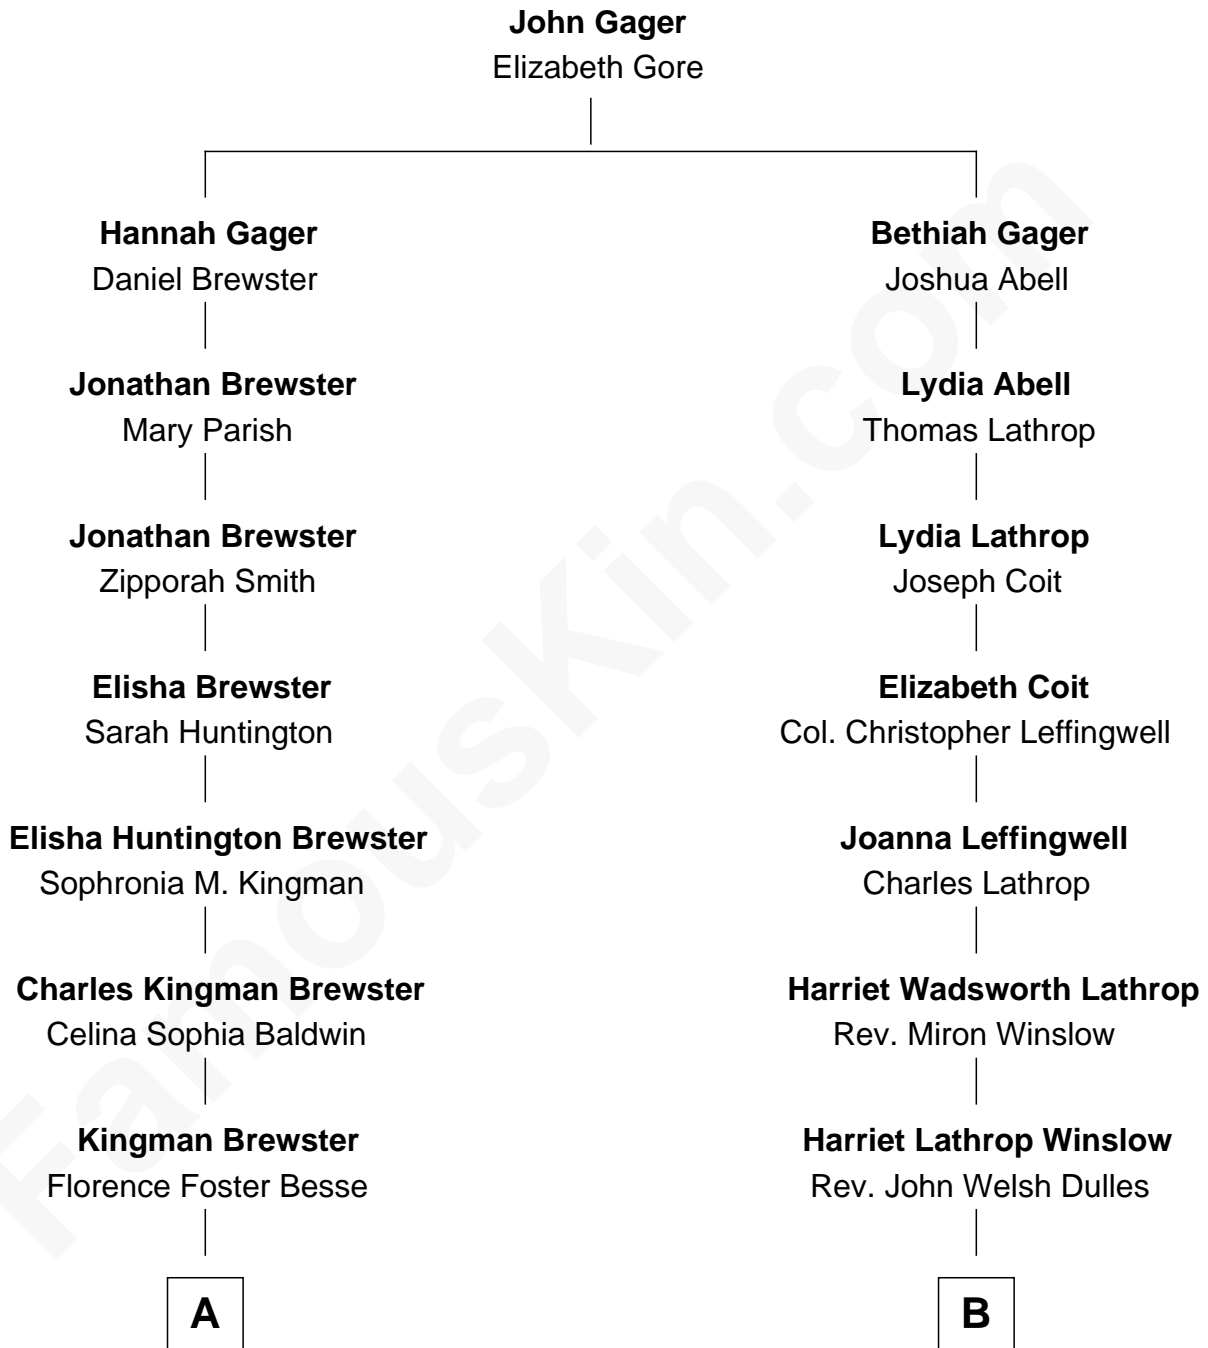 John Gager
Elizabeth Gore
Hannah Gager
Daniel Brewster
Bethiah Gager
Joshua Abell
Jonathan Brewster
Mary Parish
Lydia Abell
Thomas Lathrop
Jonathan Brewster
Zipporah Smith
Lydia Lathrop
Joseph Coit
Elisha Brewster
Sarah Huntington
Elizabeth Coit
Col. Christopher Leffingwell
Elisha Huntington Brewster
Sophronia M. Kingman
Joanna Leffingwell
Charles Lathrop
Charles Kingman Brewster
Celina Sophia Baldwin
Harriet Wadsworth Lathrop
Rev. Miron Winslow
Kingman Brewster
Florence Foster Besse
Harriet Lathrop Winslow
Rev. John Welsh Dulles
A
B
FamousKin.com